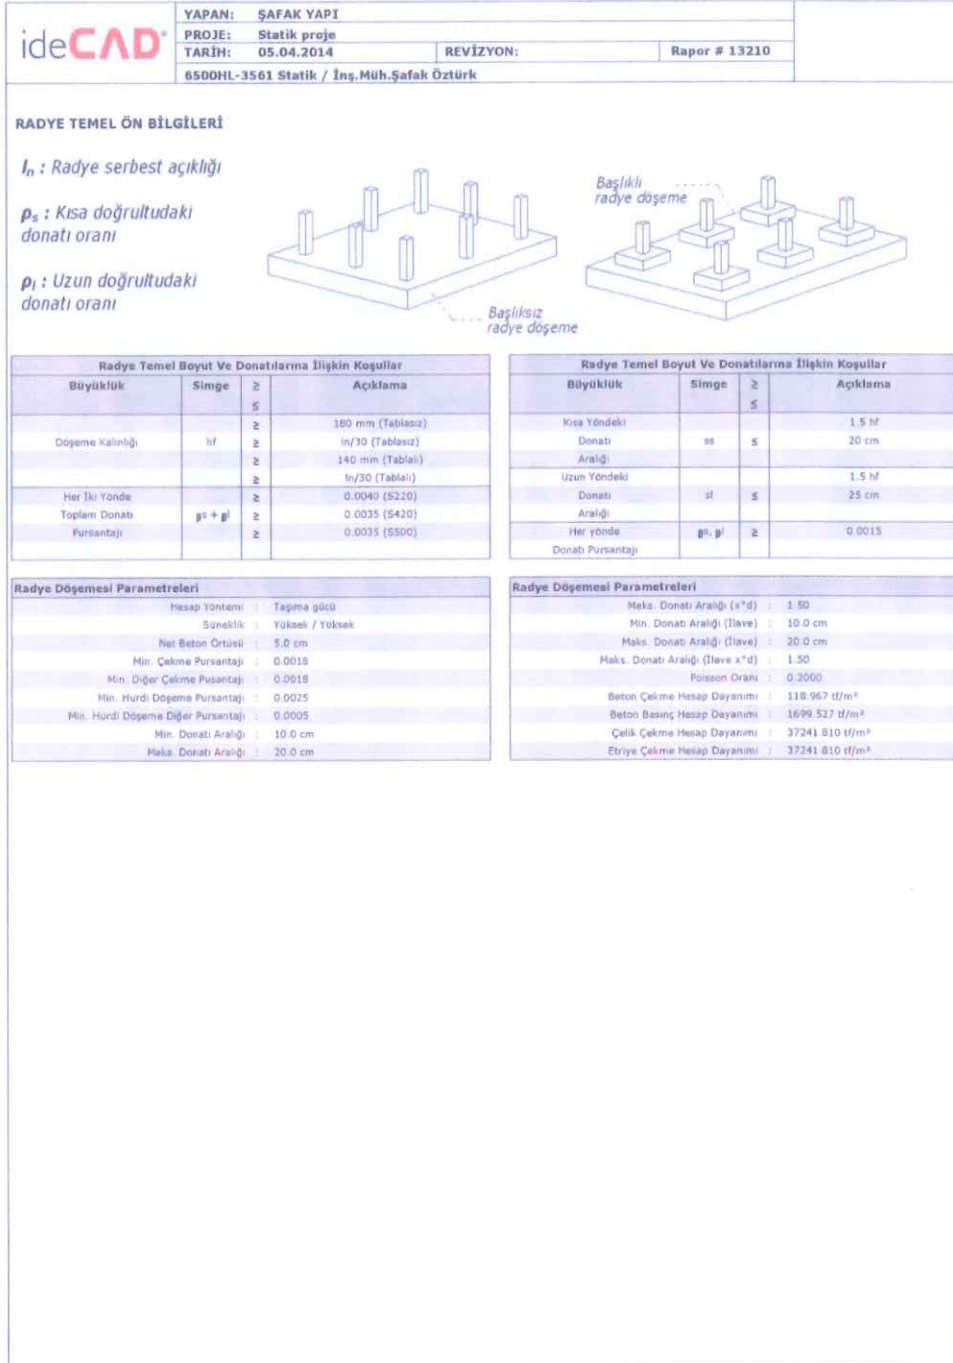 ideCAD
YAPAN: ŞAFAK YAPI
PROJE: Statik proje
TARİH: 05.04.2014 REVİZYON: Rapor # 13210
6500HL-3561 Statik / İnş.Müh.Şafak Öztürk
RADYE TEMEL ÖN BİLGİLERİ
ln : Radye serbest açıklığı
ρs : Kısa doğrultudaki
donatı oranı
ρl : Uzun doğrultudaki
donatı oranı
Başlıksız
radye döşeme
Başlıklı
radye döşeme
Radye Temel Boyut Ve Donatılarına İlişkin Koşullar
Büyüklük Simge ≥ Açıklama
≤
≥ 180 mm (Tablasız)
Döşeme Kalınlığı hf ≥ ln/30 (Tablasız)
≥ 140 mm (Tablalı)
≥ ln/30 (Tablalı)
Her İki Yönde ≥ 0.0040 (S220)
Toplam Donatı ρs + ρl ≥ 0.0035 (S420)
Pursantajı ≥ 0.0035 (S500)
Radye Temel Boyut Ve Donatılarına İlişkin Koşullar
Büyüklük Simge ≥ Açıklama
≤
Kısa Yöndeki 1.5 hf
Donatı ss ≤ 20 cm
Aralığı
Uzun Yöndeki 1.5 hf
Donatı sl ≤ 25 cm
Aralığı
Her yönde ρs, ρl ≥ 0.0015
Donatı Pursantajı
Radye Döşemesi Parametreleri
Hesap Yöntemi : Taşıma gücü
Süneklik : Yüksek / Yüksek
Net Beton Örtüsü : 5.0 cm
Min. Çekme Pursantajı : 0.0018
Min. Diğer Çekme Pusantajı : 0.0018
Min. Hurdi Döşeme Pursantajı : 0.0025
Min. Hurdi Döşeme Diğer Pursantajı : 0.0005
Min. Donatı Aralığı : 10.0 cm
Maks. Donatı Aralığı : 20.0 cm
Radye Döşemesi Parametreleri
Maks. Donatı Aralığı (x*d) : 1.50
Min. Donatı Aralığı (İlave) : 10.0 cm
Maks. Donatı Aralığı (İlave) : 20.0 cm
Maks. Donatı Aralığı (İlave x*d) : 1.50
Poisson Oranı : 0.2000
Beton Çekme Hesap Dayanımı : 118.967 tf/m²
Beton Basınç Hesap Dayanımı : 1699.527 tf/m²
Çelik Çekme Hesap Dayanımı : 37241.810 tf/m²
Etriye Çekme Hesap Dayanımı : 37241.810 tf/m²